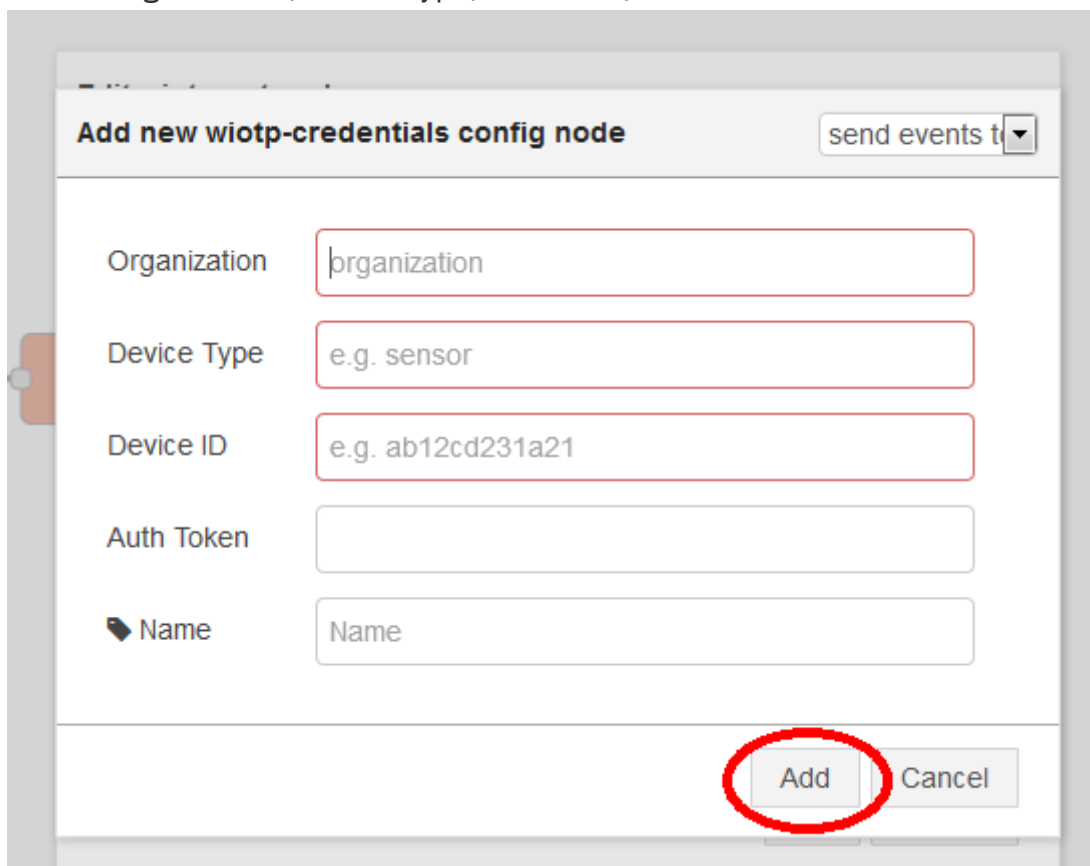 Add new wiotp-credentials config node
send events t
Organization organization
Device Type e.g. sensor
Device ID e.g. ab12cd231a21
Auth Token
Name Name
Add Cancel